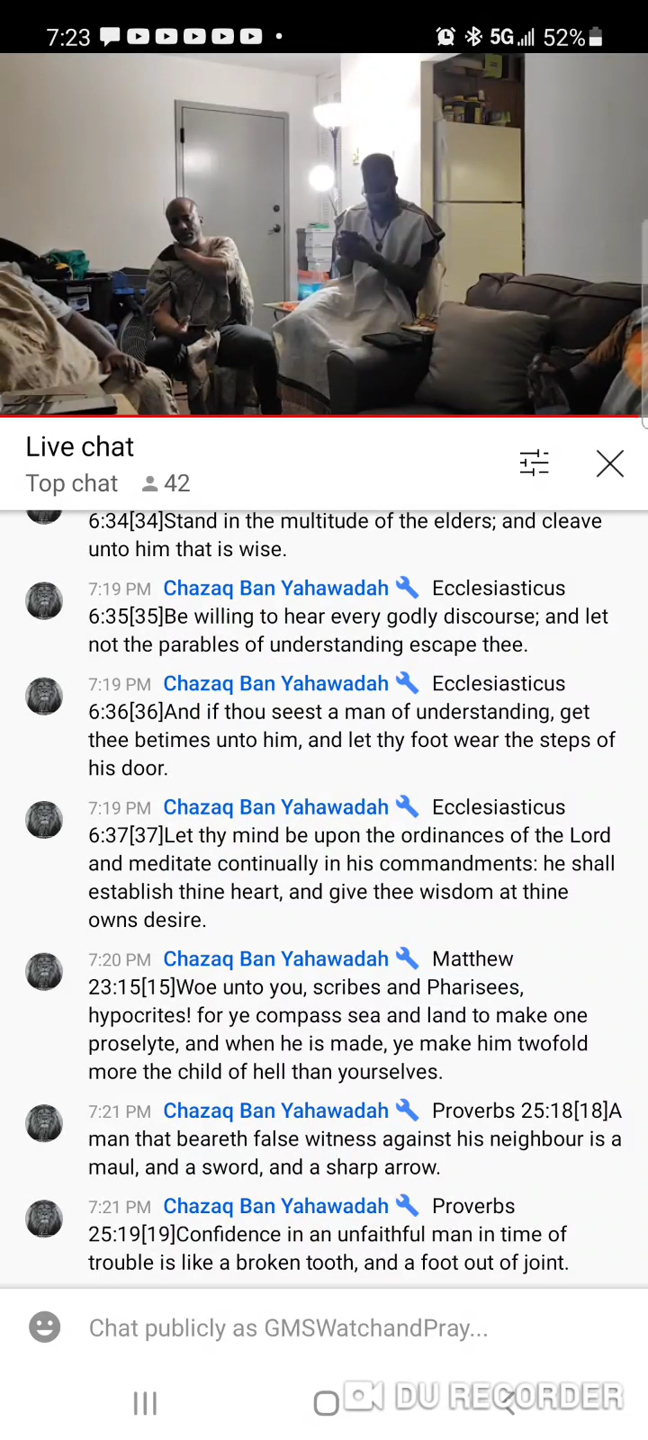 7:23
5G 52%
Live chat
Top chat 42
6:34[34]Stand in the multitude of the elders; and cleave
unto him that is wise.
7:19 PM Chazaq Ban Yahawadah Ecclesiasticus
6:35[35]Be willing to hear every godly discourse; and let
not the parables of understanding escape thee.
7:19 PM Chazaq Ban Yahawadah Ecclesiasticus
6:36[36]And if thou seest a man of understanding, get
thee betimes unto him, and let thy foot wear the steps of
his door.
7:19 PM Chazaq Ban Yahawadah Ecclesiasticus
6:37[37]Let thy mind be upon the ordinances of the Lord
and meditate continually in his commandments: he shall
establish thine heart, and give thee wisdom at thine
owns desire.
7:20 PM Chazaq Ban Yahawadah Matthew
23:15[15]Woe unto you, scribes and Pharisees,
hypocrites! for ye compass sea and land to make one
proselyte, and when he is made, ye make him twofold
more the child of hell than yourselves.
7:21 PM Chazaq Ban Yahawadah Proverbs 25:18[18]A
man that beareth false witness against his neighbour is a
maul, and a sword, and a sharp arrow.
7:21 PM Chazaq Ban Yahawadah Proverbs
25:19[19]Confidence in an unfaithful man in time of
trouble is like a broken tooth, and a foot out of joint.
Chat publicly as GMSWatchandPray...
DU RECORDER